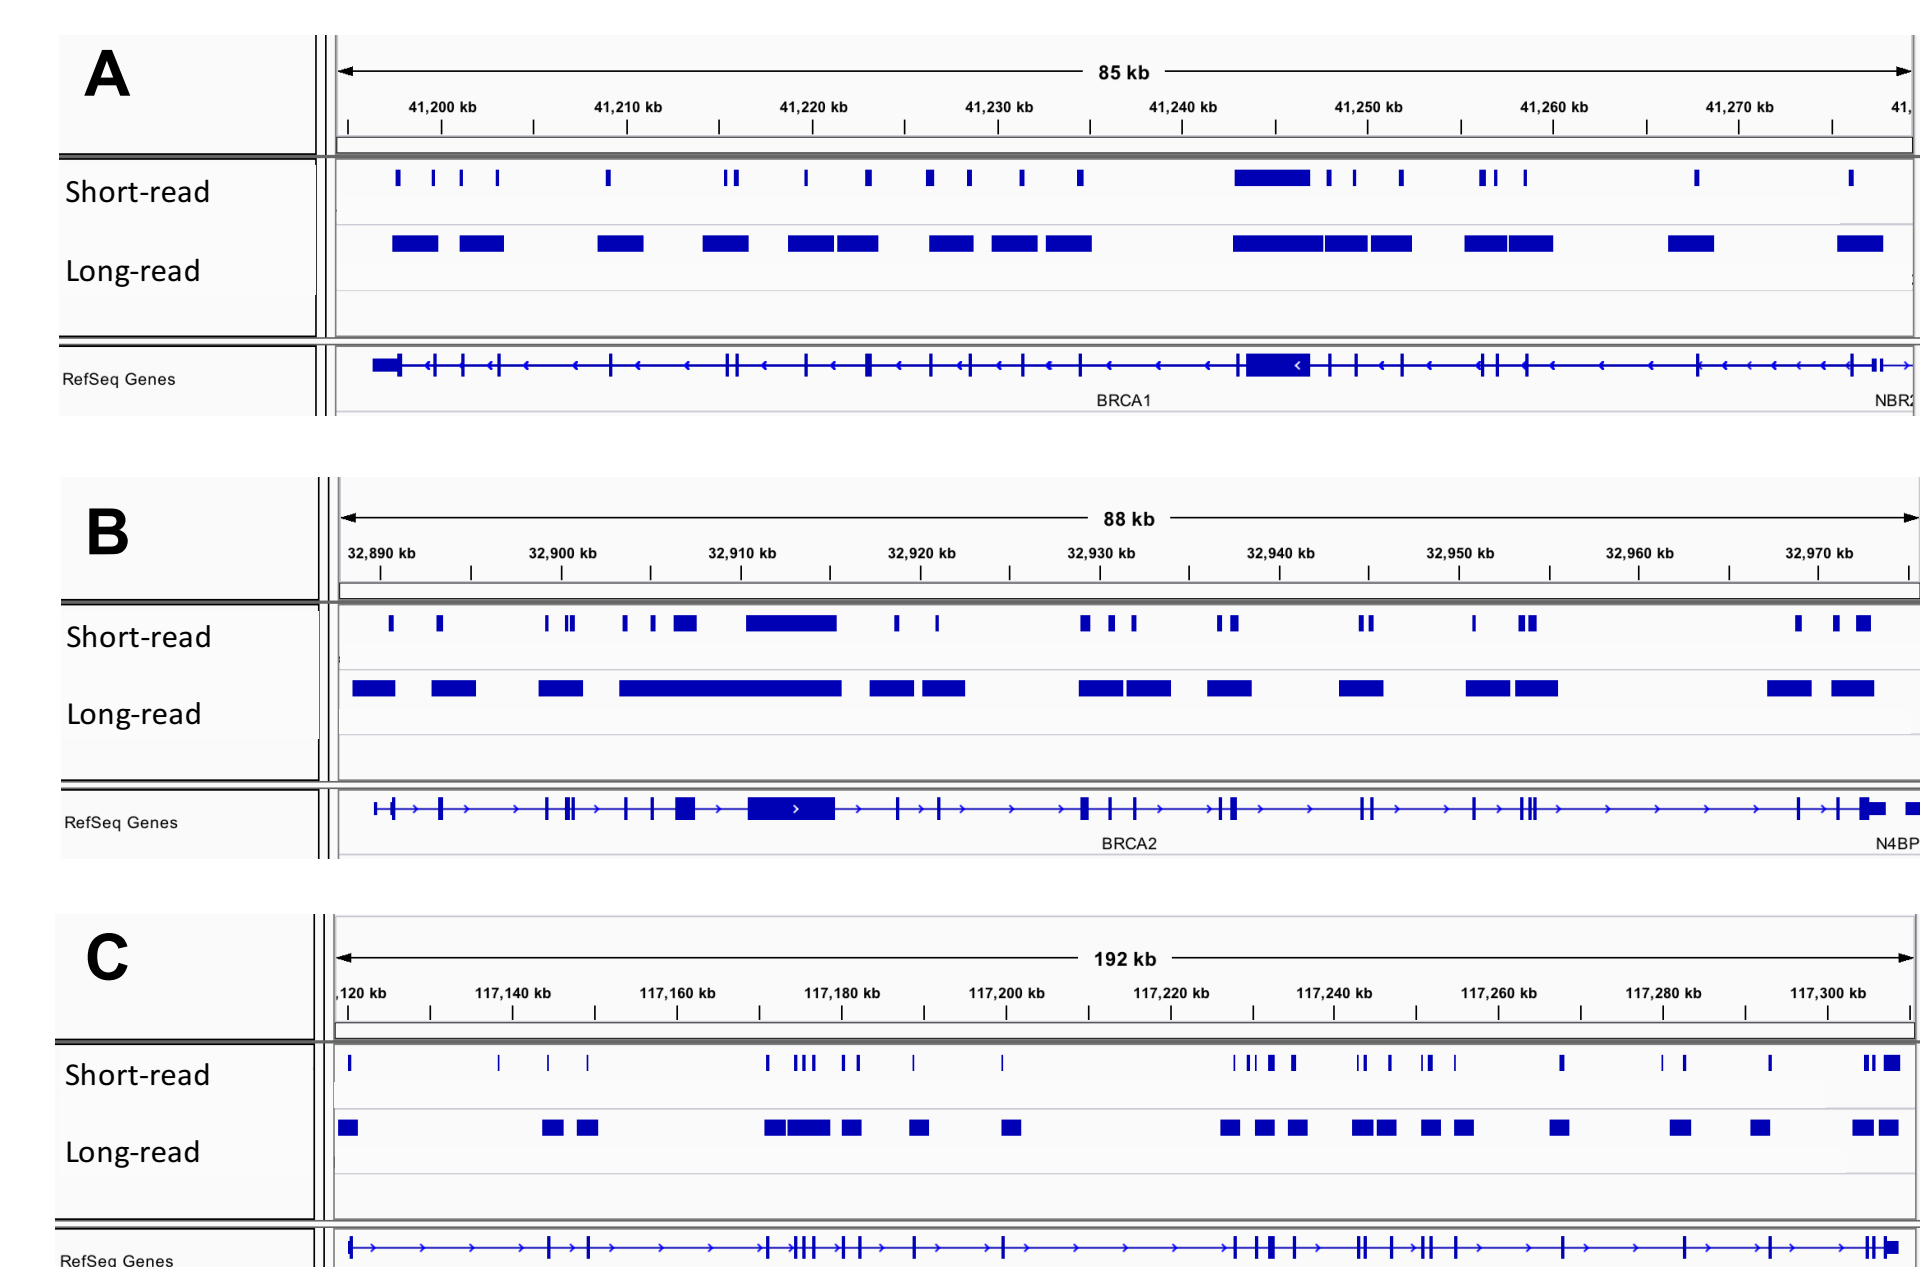 A
85 kb
41,200 kb 41,210 kb 41,220 kb 41,230 kb 41,240 kb 41,250 kb 41,260 kb 41,270 kb 41,
Short-read
Long-read
RefSeq Genes
BRCA1 NBR2
B
88 kb
32,890 kb 32,900 kb 32,910 kb 32,920 kb 32,930 kb 32,940 kb 32,950 kb 32,960 kb 32,970 kb
Short-read
Long-read
RefSeq Genes
BRCA2 N4BP
C
192 kb
,120 kb 117,140 kb 117,160 kb 117,180 kb 117,200 kb 117,220 kb 117,240 kb 117,260 kb 117,280 kb 117,300 kb
Short-read
Long-read
RefSeq Genes